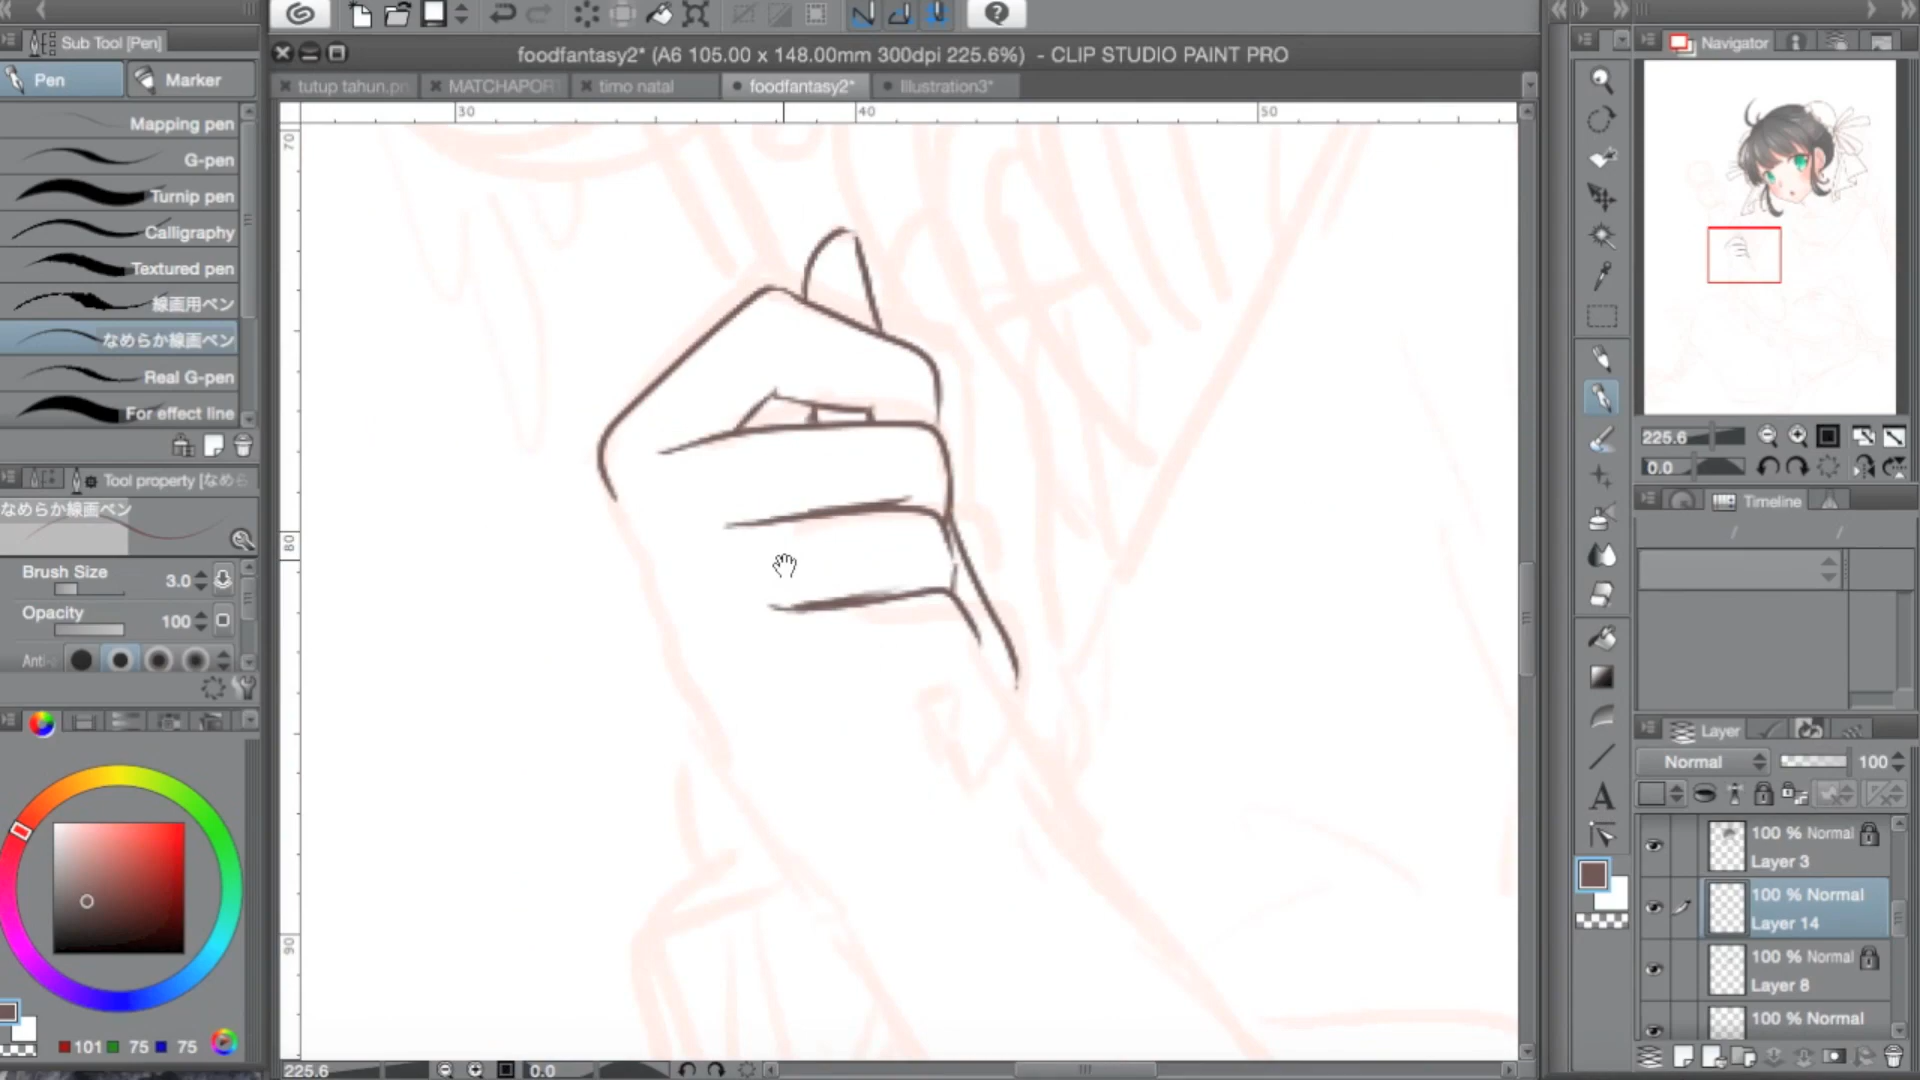 Sub Tool [Pen]
foodfantasy2* (A6 105.00 x 148.00mm 300dpi 225.6%) - CLIP STUDIO PAINT PRO
Navigator
Pen
Marker
tutup tahun.pn
MATCHAPOR
timo natal
foodfantasy2*
Illustration3*
30
40
50
70
80
90
Mapping pen
G-pen
Turnip pen
Calligraphy
Textured pen
線画用ペン
なめらか線画ペン
Real G-pen
For effect line
Tool property [なめら
なめらか線画ペン
Brush Size
3.0
Opacity
100
Anti-
101
75
75
225.6
0.0
225.6
0.0
Timeline
/
/
Layer
Normal
100
100 % Normal
Layer 3
100 % Normal
Layer 14
100 % Normal
Layer 8
100 % Normal